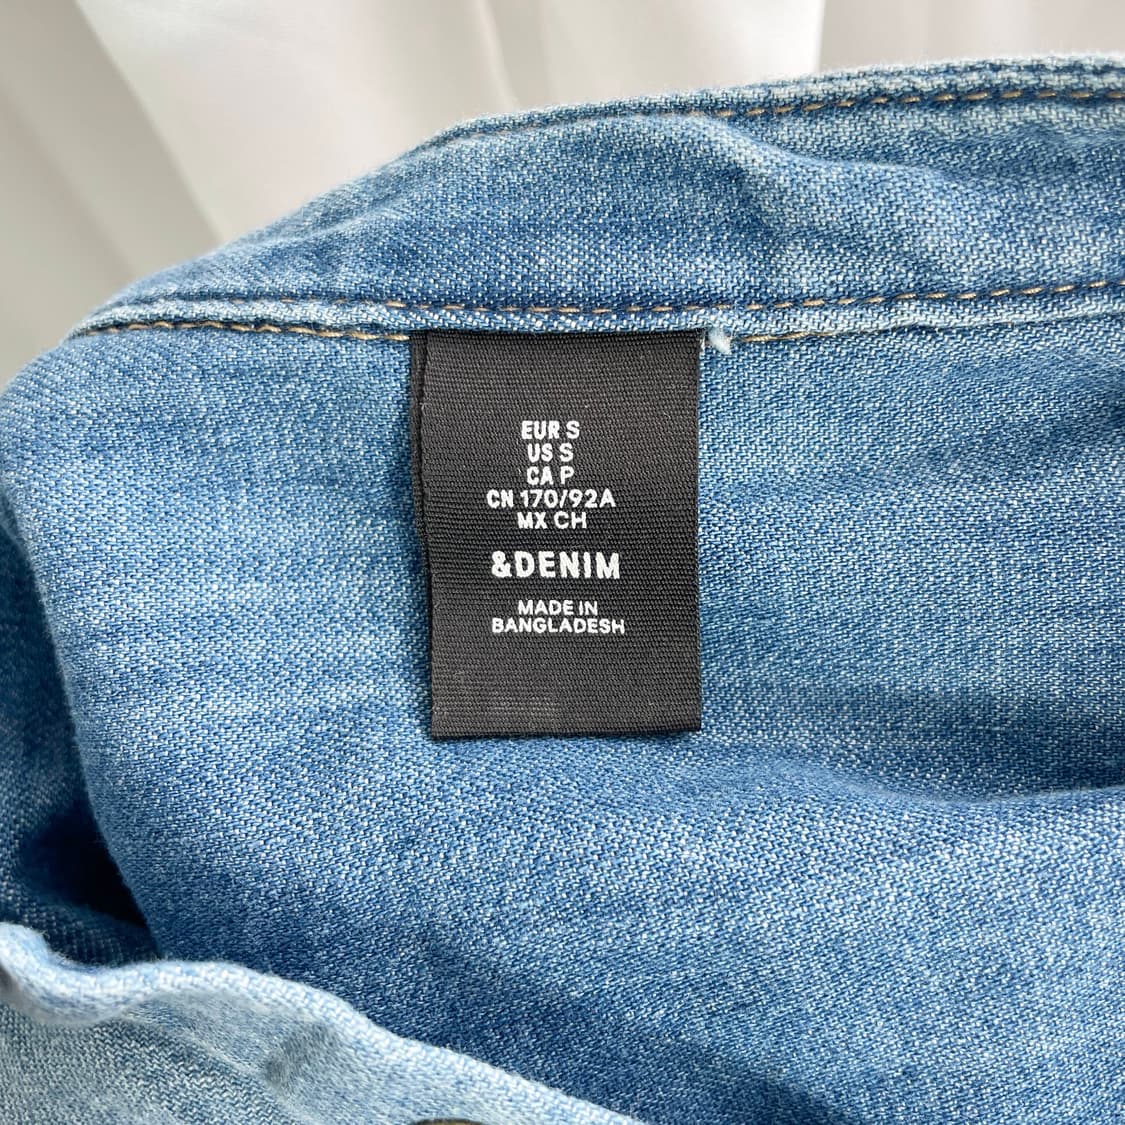 EUR S
US S
CA P
CN 170/92A
MX CH
&DENIM
MADE IN
BANGLADESH